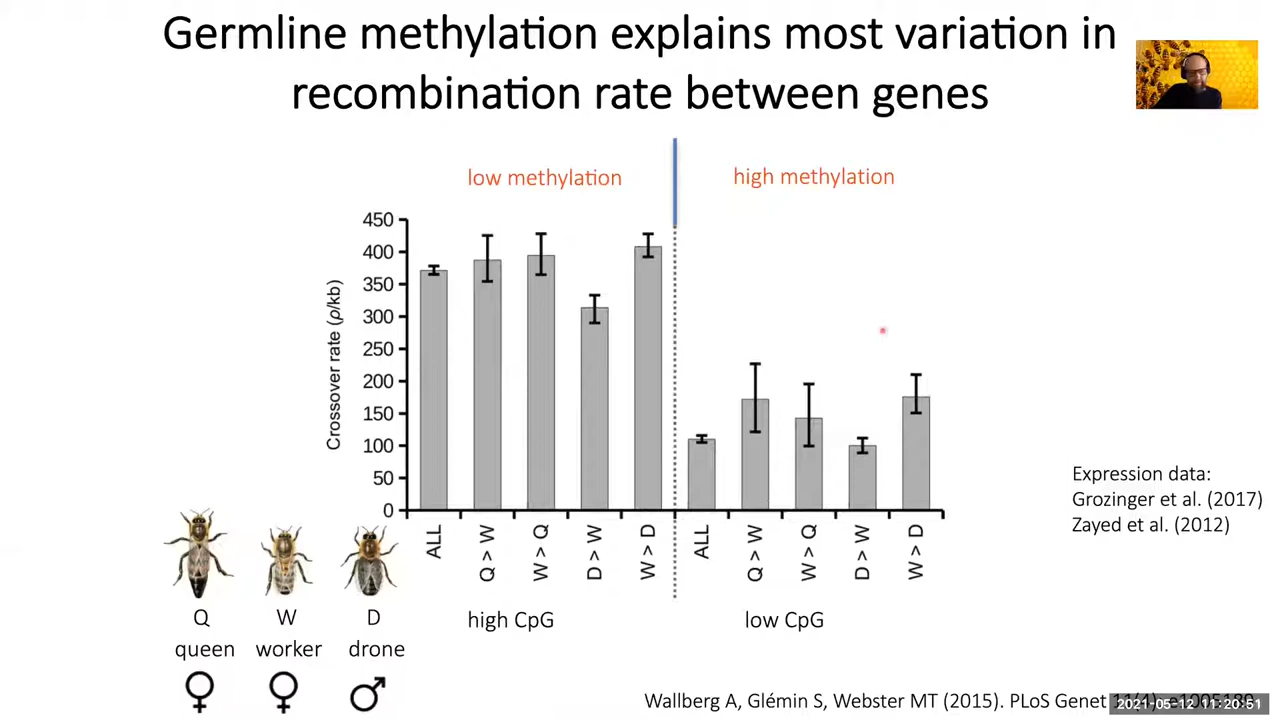 Germline methylation explains most variation in
recombination rate between genes
low methylation
high methylation
Crossover rate (ρ/kb)
450
400
350
300
250
200
150
100
50
0
ALL
Q > W
W > Q
D > W
W > D
ALL
Q > W
W > Q
D > W
W > D
high CpG
low CpG
Expression data:
Grozinger et al. (2017)
Zayed et al. (2012)
Q
queen
W
worker
D
drone
Wallberg A, Glémin S, Webster MT (2015). PLoS Genet
2021-05-12 11:20:51